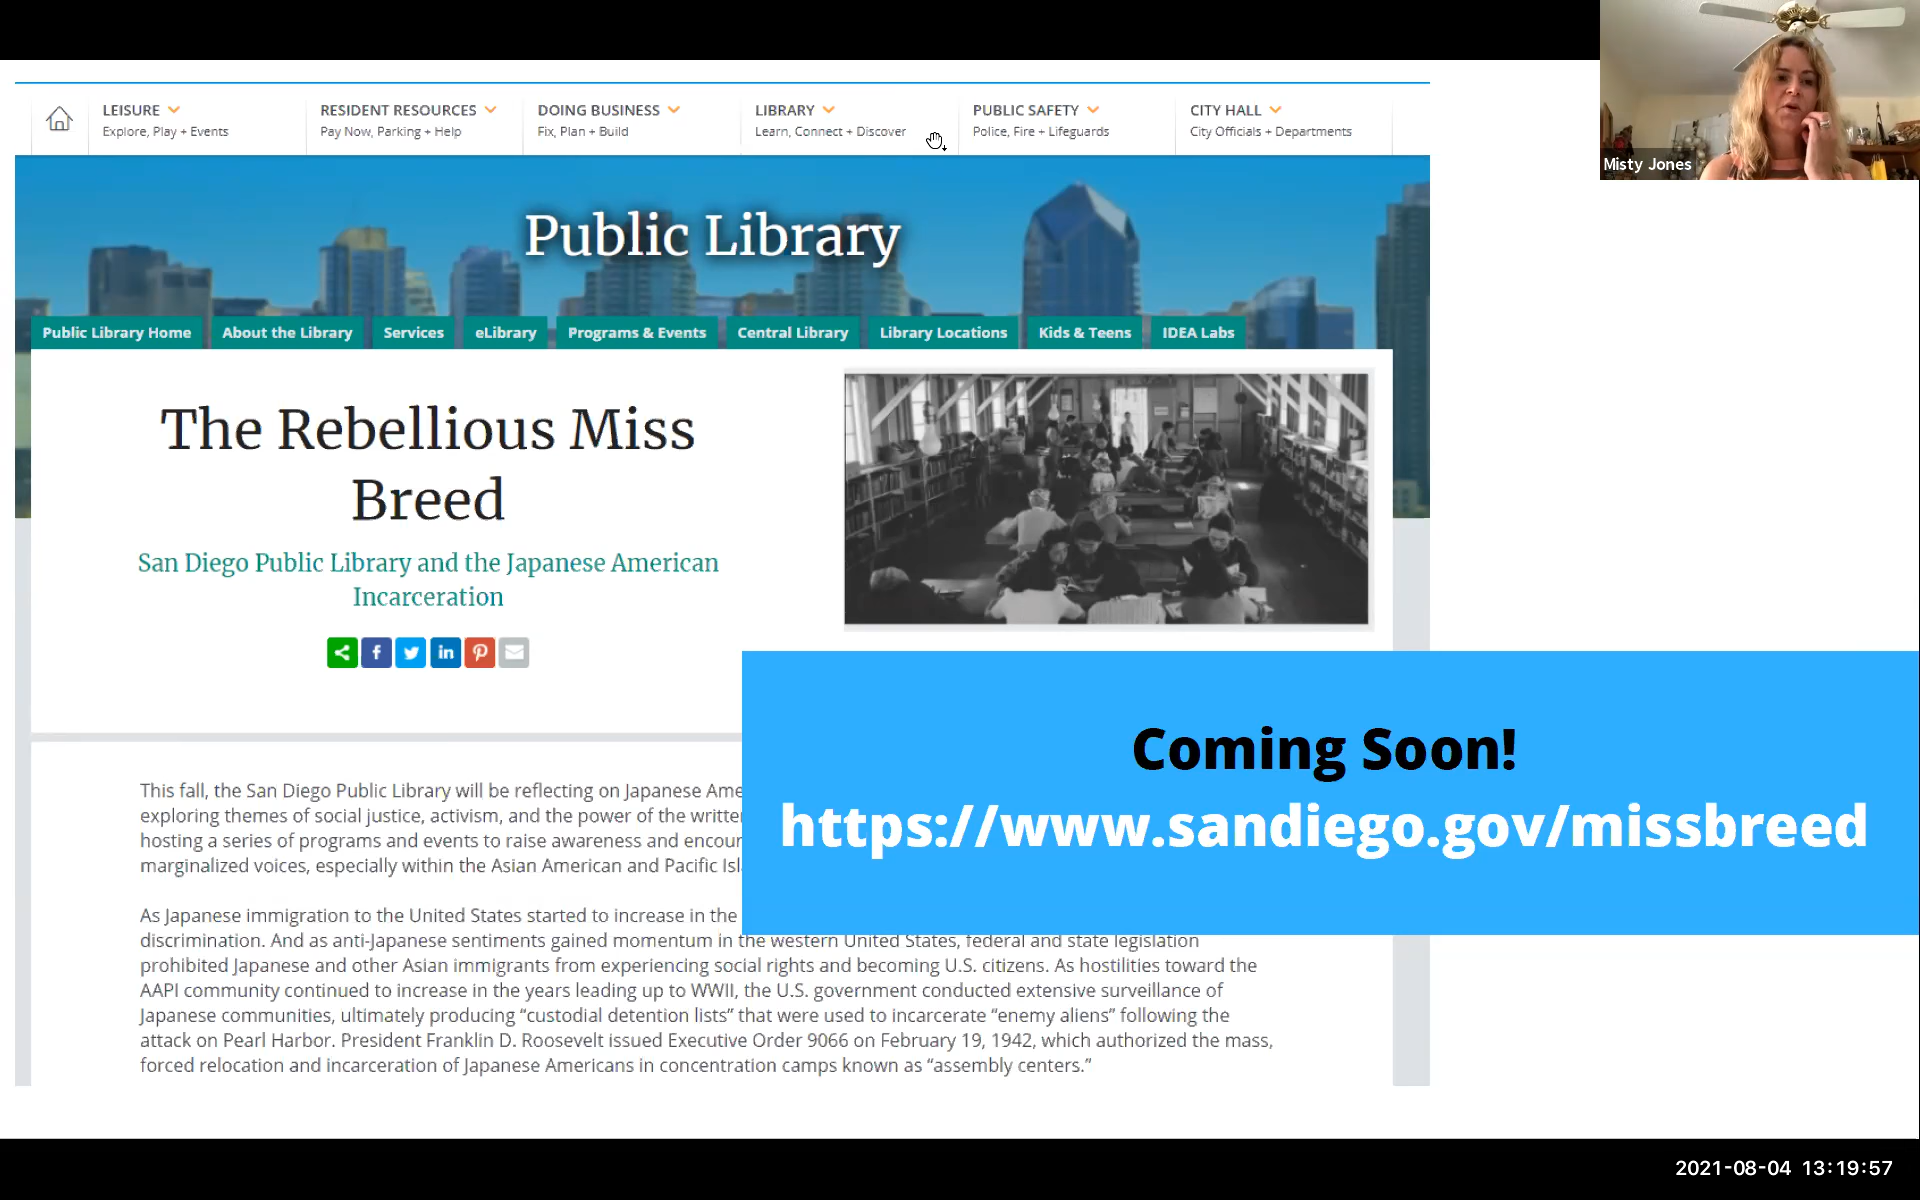 LEISURE
Explore, Play + Events
RESIDENT RESOURCES
Pay Now, Parking + Help
DOING BUSINESS
Fix, Plan + Build
LIBRARY
Learn, Connect + Discover
PUBLIC SAFETY
Police, Fire + Lifeguards
CITY HALL
City Officials + Departments
Misty Jones
Public Library
Public Library Home
About the Library
Services
eLibrary
Programs & Events
Central Library
Library Locations
Kids & Teens
IDEA Labs
The Rebellious Miss
Breed
San Diego Public Library and the Japanese American
Incarceration
Coming Soon!
https://www.sandiego.gov/missbreed
This fall, the San Diego Public Library will be reflecting on Japanese Ame
exploring themes of social justice, activism, and the power of the written
hosting a series of programs and events to raise awareness and encour
marginalized voices, especially within the Asian American and Pacific Isl
As Japanese immigration to the United States started to increase in the
discrimination. And as anti-Japanese sentiments gained momentum in the western United States, federal and state legislation
prohibited Japanese and other Asian immigrants from experiencing social rights and becoming U.S. citizens. As hostilities toward the
AAPI community continued to increase in the years leading up to WWII, the U.S. government conducted extensive surveillance of
Japanese communities, ultimately producing “custodial detention lists” that were used to incarcerate “enemy aliens” following the
attack on Pearl Harbor. President Franklin D. Roosevelt issued Executive Order 9066 on February 19, 1942, which authorized the mass,
forced relocation and incarceration of Japanese Americans in concentration camps known as “assembly centers.”
2021-08-04 13:19:57